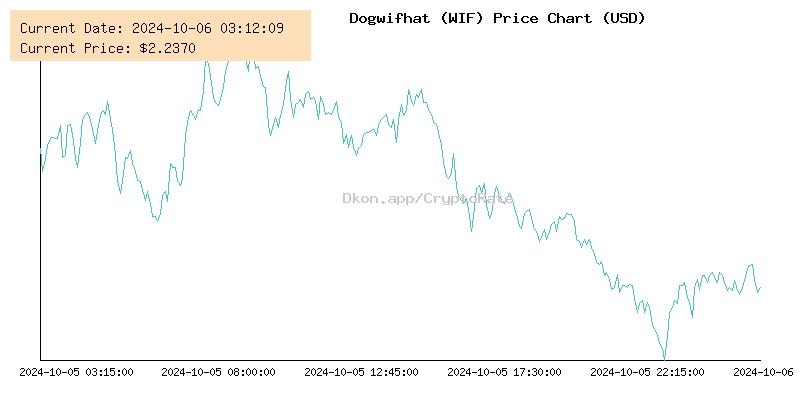 Dogwifhat (WIF) Price Chart (USD)
Current Date: 2024-10-06 03:12:09
Current Price: $2.2370
Dkon.app/CryptoRate
2024-10-05 03:15:00 2024-10-05 08:00:00 2024-10-05 12:45:00 2024-10-05 17:30:00 2024-10-05 22:15:00 2024-10-06